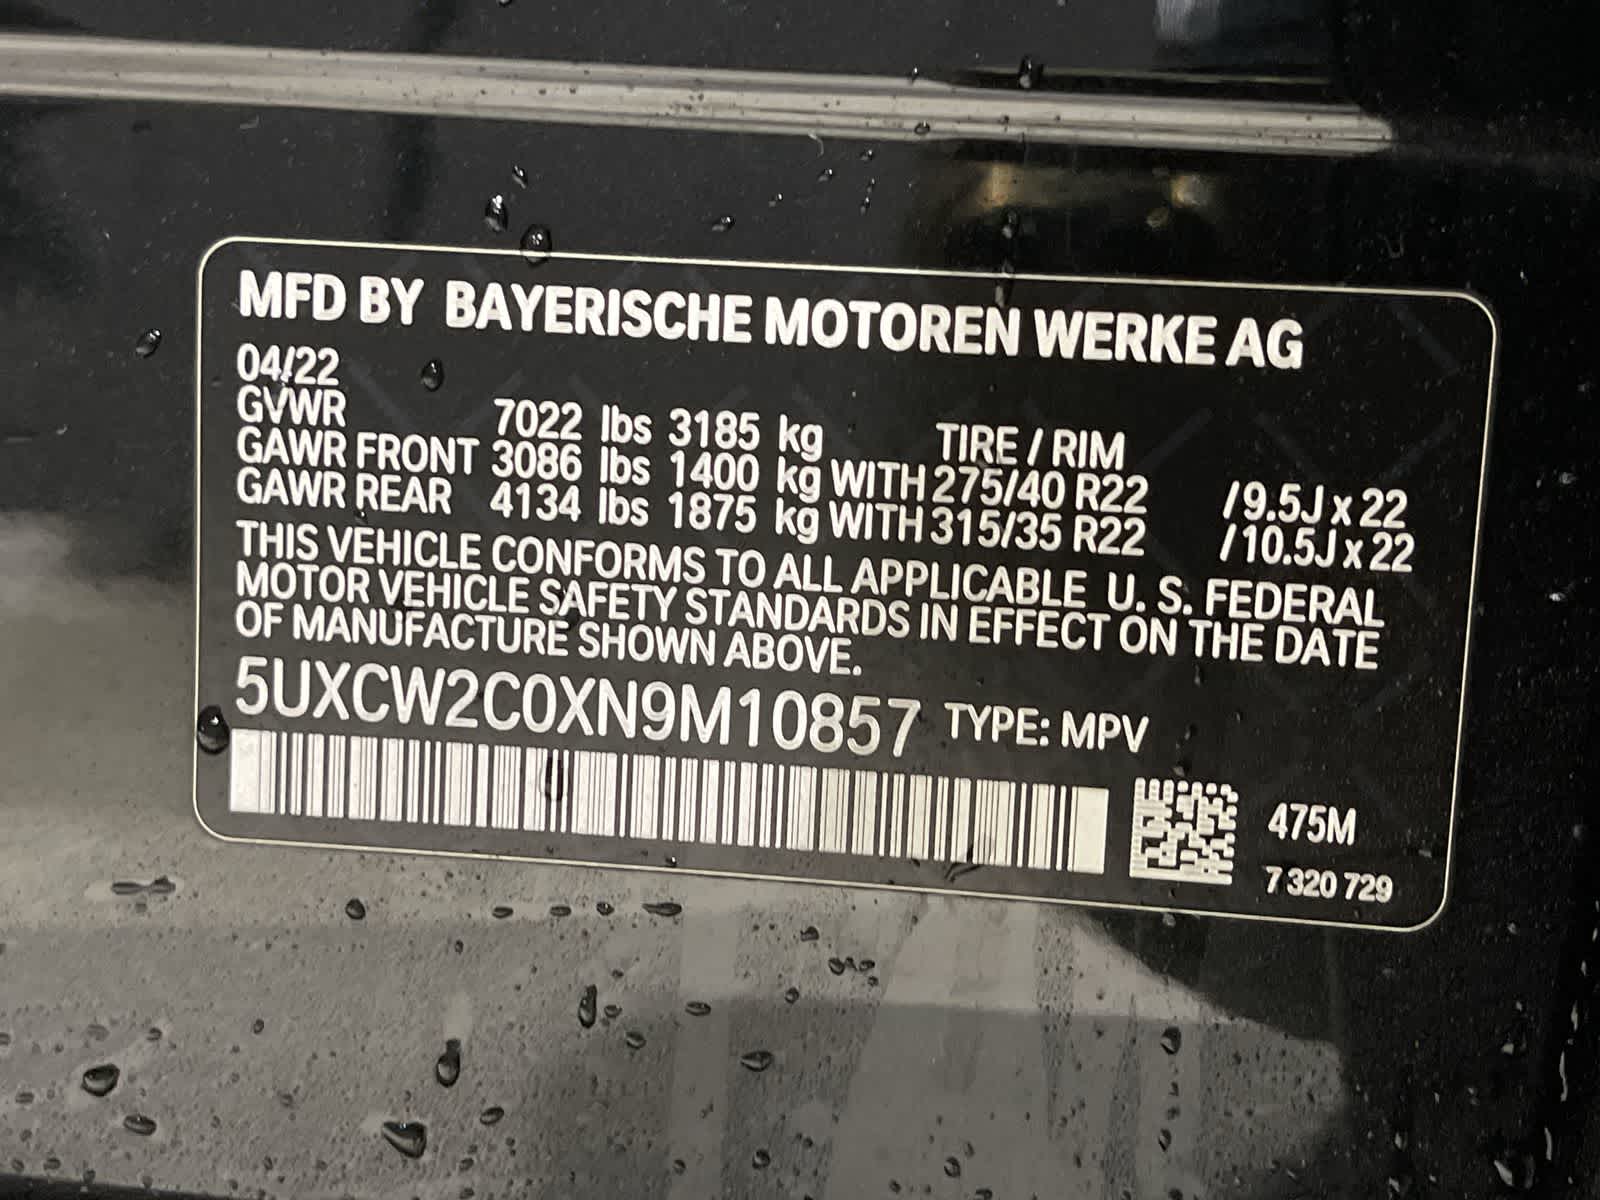 MFD BY BAYERISCHE MOTOREN WERKE AG
04/22
GVWR 7022 lbs 3185 kg TIRE / RIM
GAWR FRONT 3086 lbs 1400 kg WITH 275/40 R22 /9.5J x 22
GAWR REAR 4134 lbs 1875 kg WITH 315/35 R22 /10.5J x 22
THIS VEHICLE CONFORMS TO ALL APPLICABLE U. S. FEDERAL
MOTOR VEHICLE SAFETY STANDARDS IN EFFECT ON THE DATE
OF MANUFACTURE SHOWN ABOVE.
5UXCW2C0XN9M10857 TYPE: MPV
475M
7 320 729